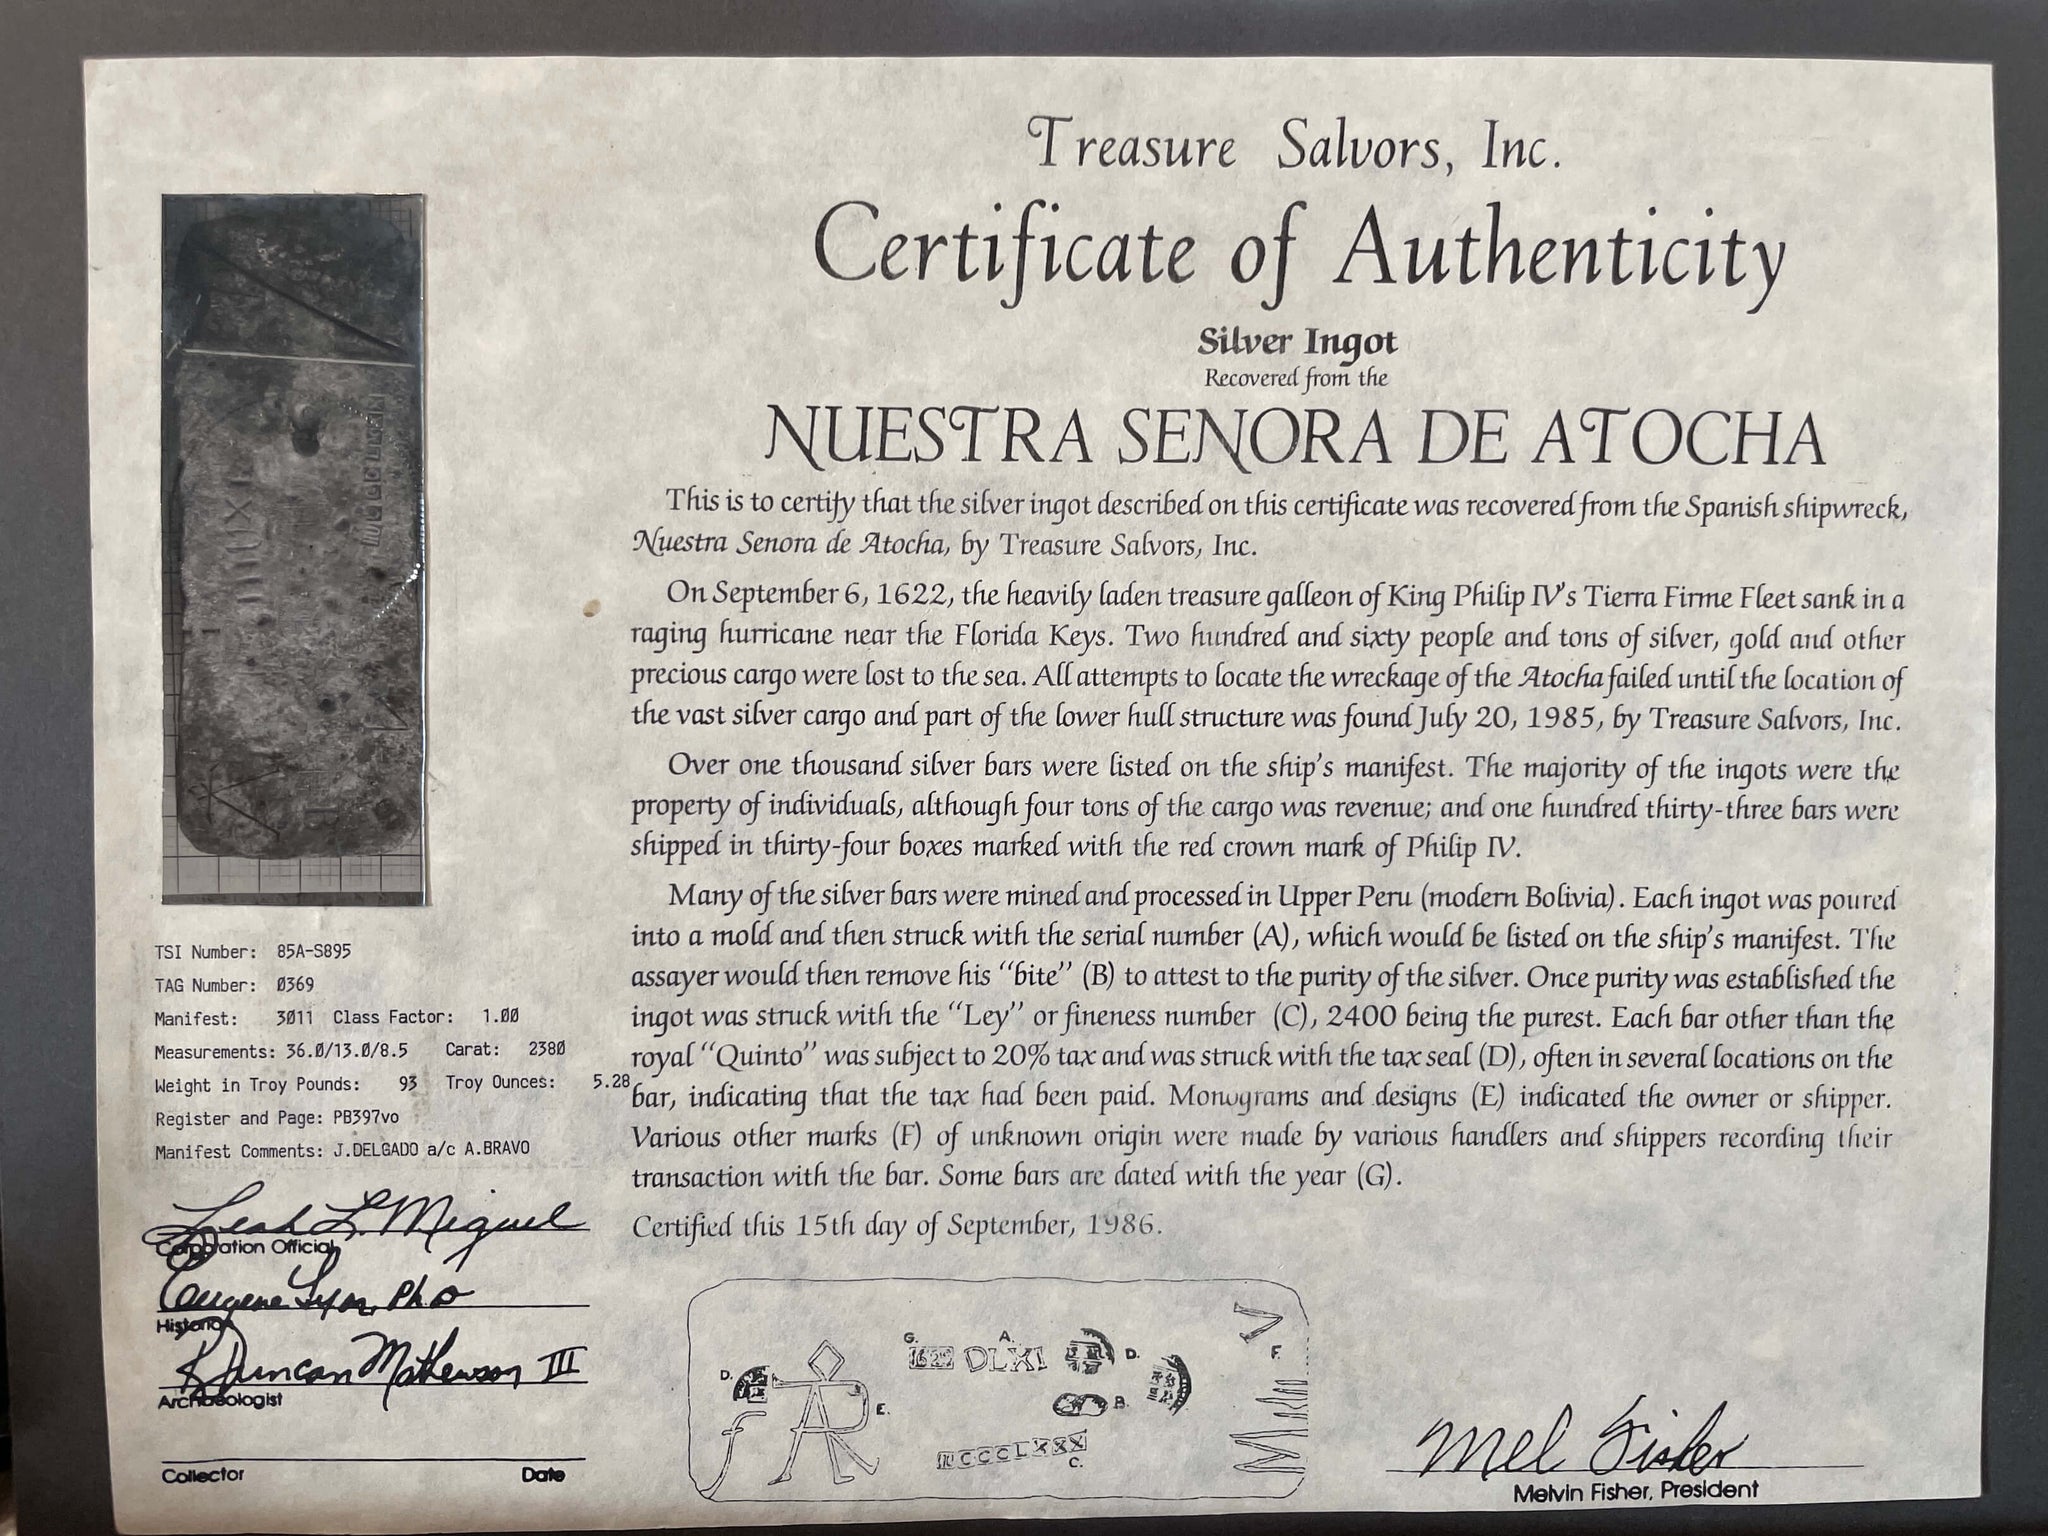 Treasure Salvors, Inc.
Certificate of Authenticity
Silver Ingot
Recovered from the
NUESTRA SENORA DE ATOCHA
This is to certify that the silver ingot described on this certificate was recovered from the Spanish shipwreck,
Nuestra Senora de Atocha, by Treasure Salvors, Inc.
On September 6, 1622, the heavily laden treasure galleon of King Philip IV's Tierra Firme Fleet sank in a
raging hurricane near the Florida Keys. Two hundred and sixty people and tons of silver, gold and other
precious cargo were lost to the sea. All attempts to locate the wreckage of the Atocha failed until the location of
the vast silver cargo and part of the lower hull structure was found July 20, 1985, by Treasure Salvors, Inc.
Over one thousand silver bars were listed on the ship's manifest. The majority of the ingots were the
property of individuals, although four tons of the cargo was revenue; and one hundred thirty-three bars were
shipped in thirty-four boxes marked with the red crown mark of Philip IV.
Many of the silver bars were mined and processed in Upper Peru (modern Bolivia). Each ingot was poured
into a mold and then struck with the serial number (A), which would be listed on the ship's manifest. The
assayer would then remove his "bite" (B) to attest to the purity of the silver. Once purity was established the
ingot was struck with the "Ley" or fineness number (C), 2400 being the purest. Each bar other than the
royal "Quinto" was subject to 20% tax and was struck with the tax seal (D), often in several locations on the
bar, indicating that the tax had been paid. Monograms and designs (E) indicated the owner or shipper.
Various other marks (F) of unknown origin were made by various handlers and shippers recording their
transaction with the bar. Some bars are dated with the year (G).
Certified this 15th day of September, 1986.
TSI Number: 85A-S895
TAG Number: 0369
Manifest: 3011 Class Factor: 1.00
Measurements: 36.0/13.0/8.5 Carat: 2380
Weight in Troy Pounds: 93 Troy Ounces: 5.28
Register and Page: PB397vo
Manifest Comments: J.DELGADO a/c A.BRAVO
Leah L. Miguel
Corporation Official
Eugene Lyon, Ph D
Historian
R Duncan Mathewson III
Archaeologist
Collector Date
G. A. D. F.
1622 DLXI
D. E. B.
C.
Mel Fisher
Melvin Fisher, President